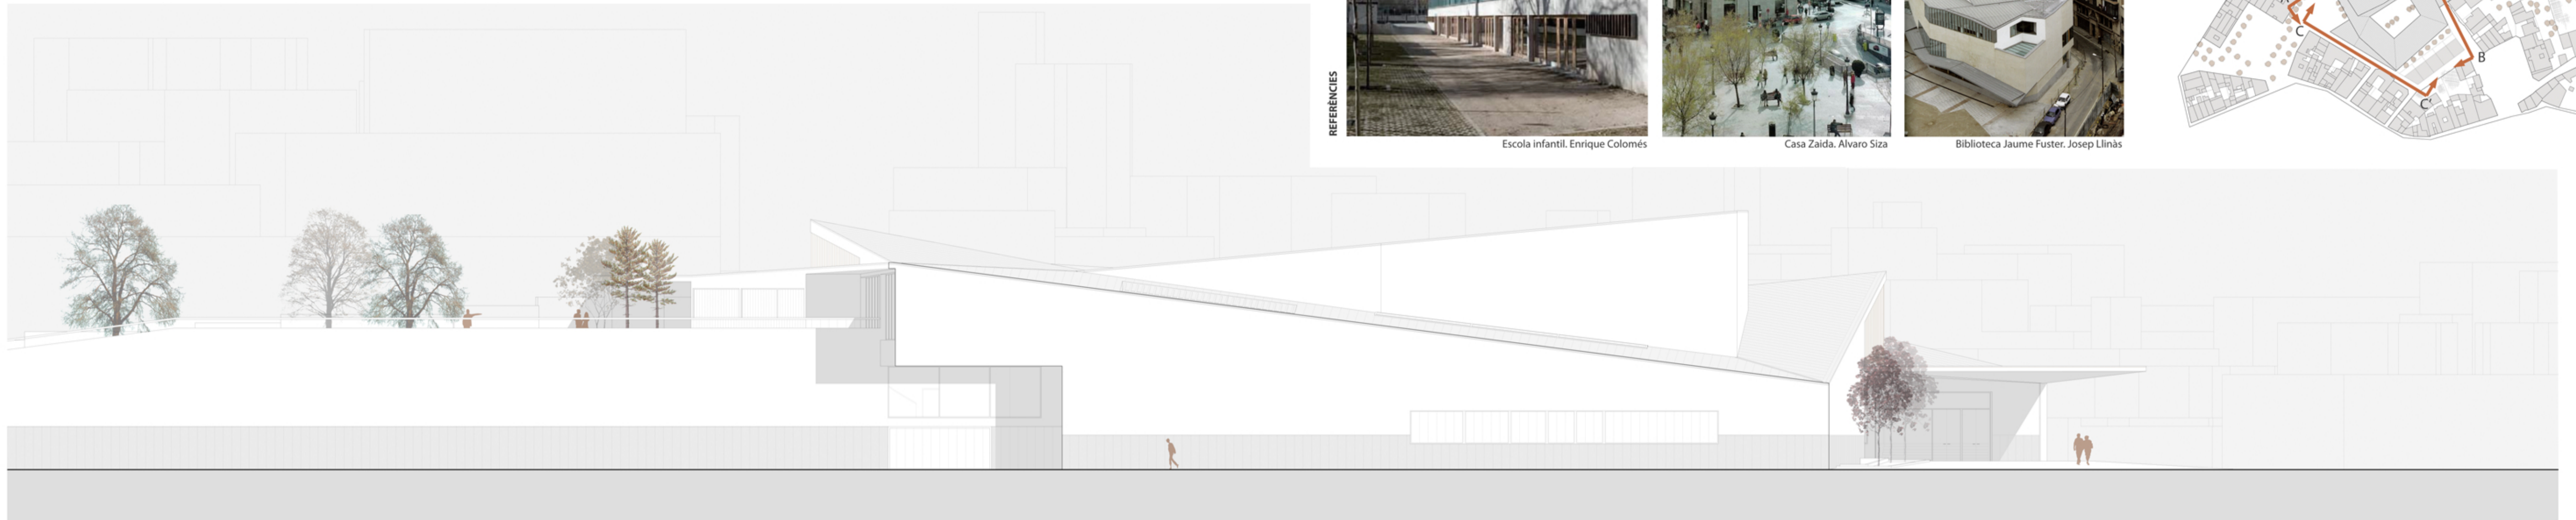 REFERÈNCIES
Escola infantil. Enrique Colomés
Casa Zaida. Alvaro Siza
Biblioteca Jaume Fuster. Josep Llinàs
C
B
C'